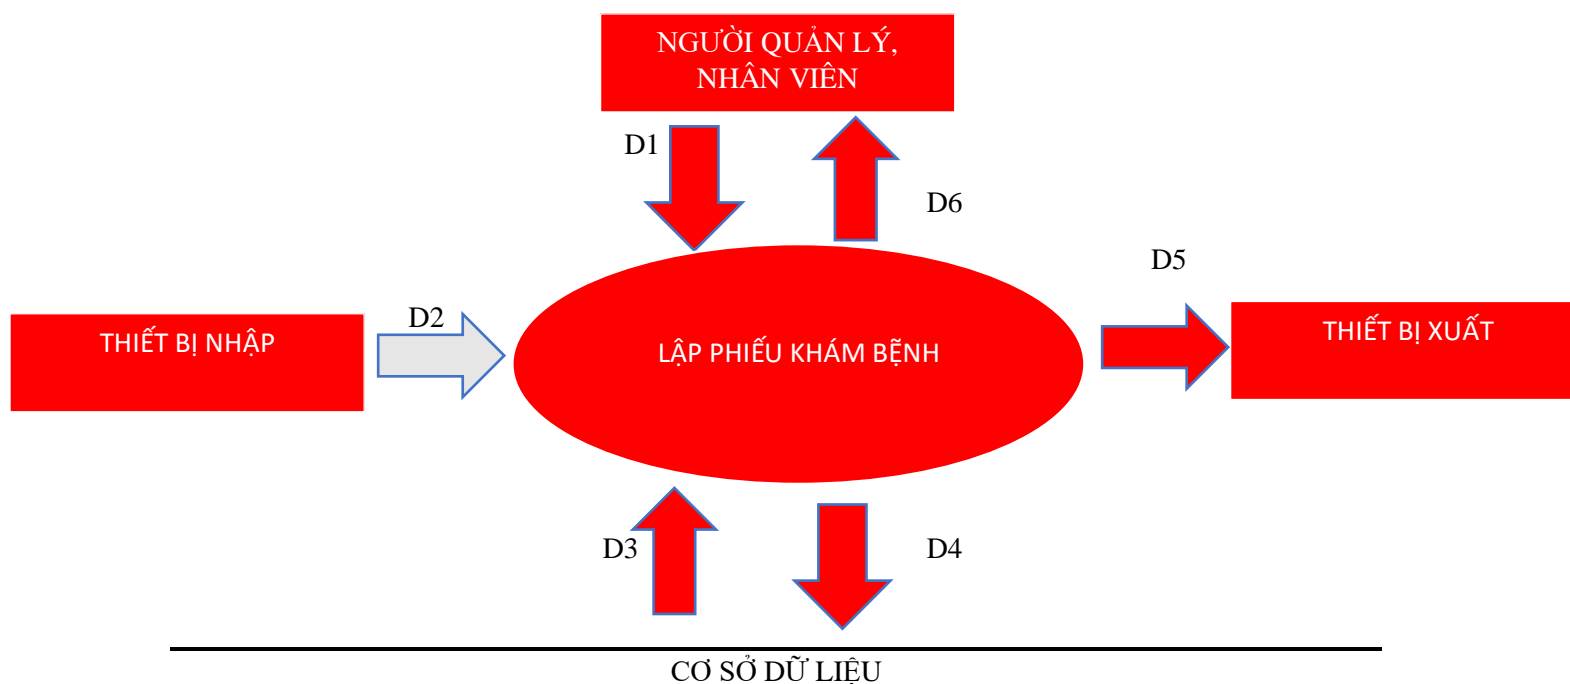 NGƯỜI QUẢN LÝ,
NHÂN VIÊN
D1
D6
D5
D2
THIẾT BỊ NHẬP
LẬP PHIẾU KHÁM BỆNH
THIẾT BỊ XUẤT
D3
D4
CƠ SỞ DỮ LIỆU